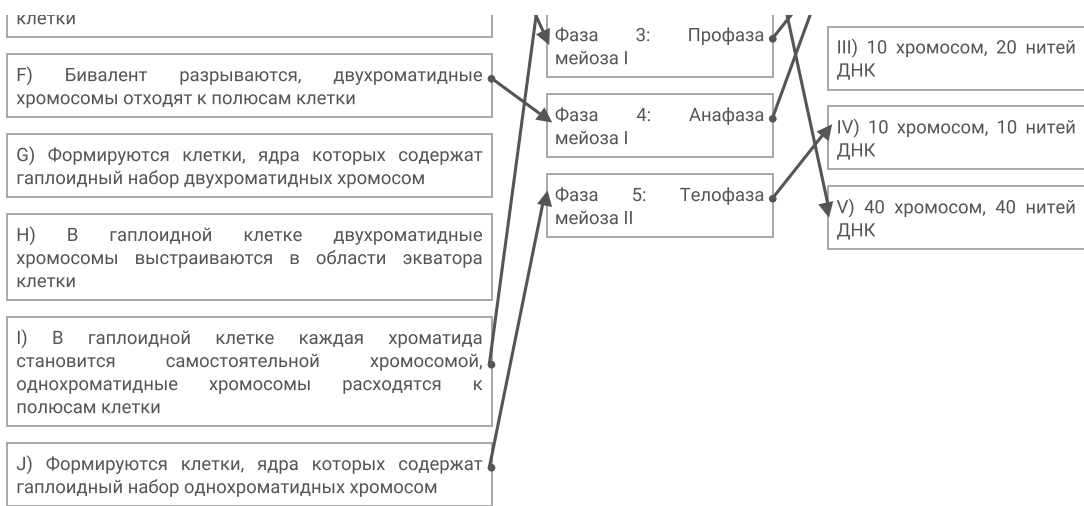 клетки
F) Бивалент разрываются, двухроматидные
хромосомы отходят к полюсам клетки
G) Формируются клетки, ядра которых содержат
гаплоидный набор двухроматидных хромосом
H) В гаплоидной клетке двухроматидные
хромосомы выстраиваются в области экватора
клетки
I) В гаплоидной клетке каждая хроматида
становится самостоятельной хромосомой,
однохроматидные хромосомы расходятся к
полюсам клетки
J) Формируются клетки, ядра которых содержат
гаплоидный набор однохроматидных хромосом
Фаза 3: Профаза
мейоза I
Фаза 4: Анафаза
мейоза I
Фаза 5: Телофаза
мейоза II
III) 10 хромосом, 20 нитей
ДНК
IV) 10 хромосом, 10 нитей
ДНК
V) 40 хромосом, 40 нитей
ДНК